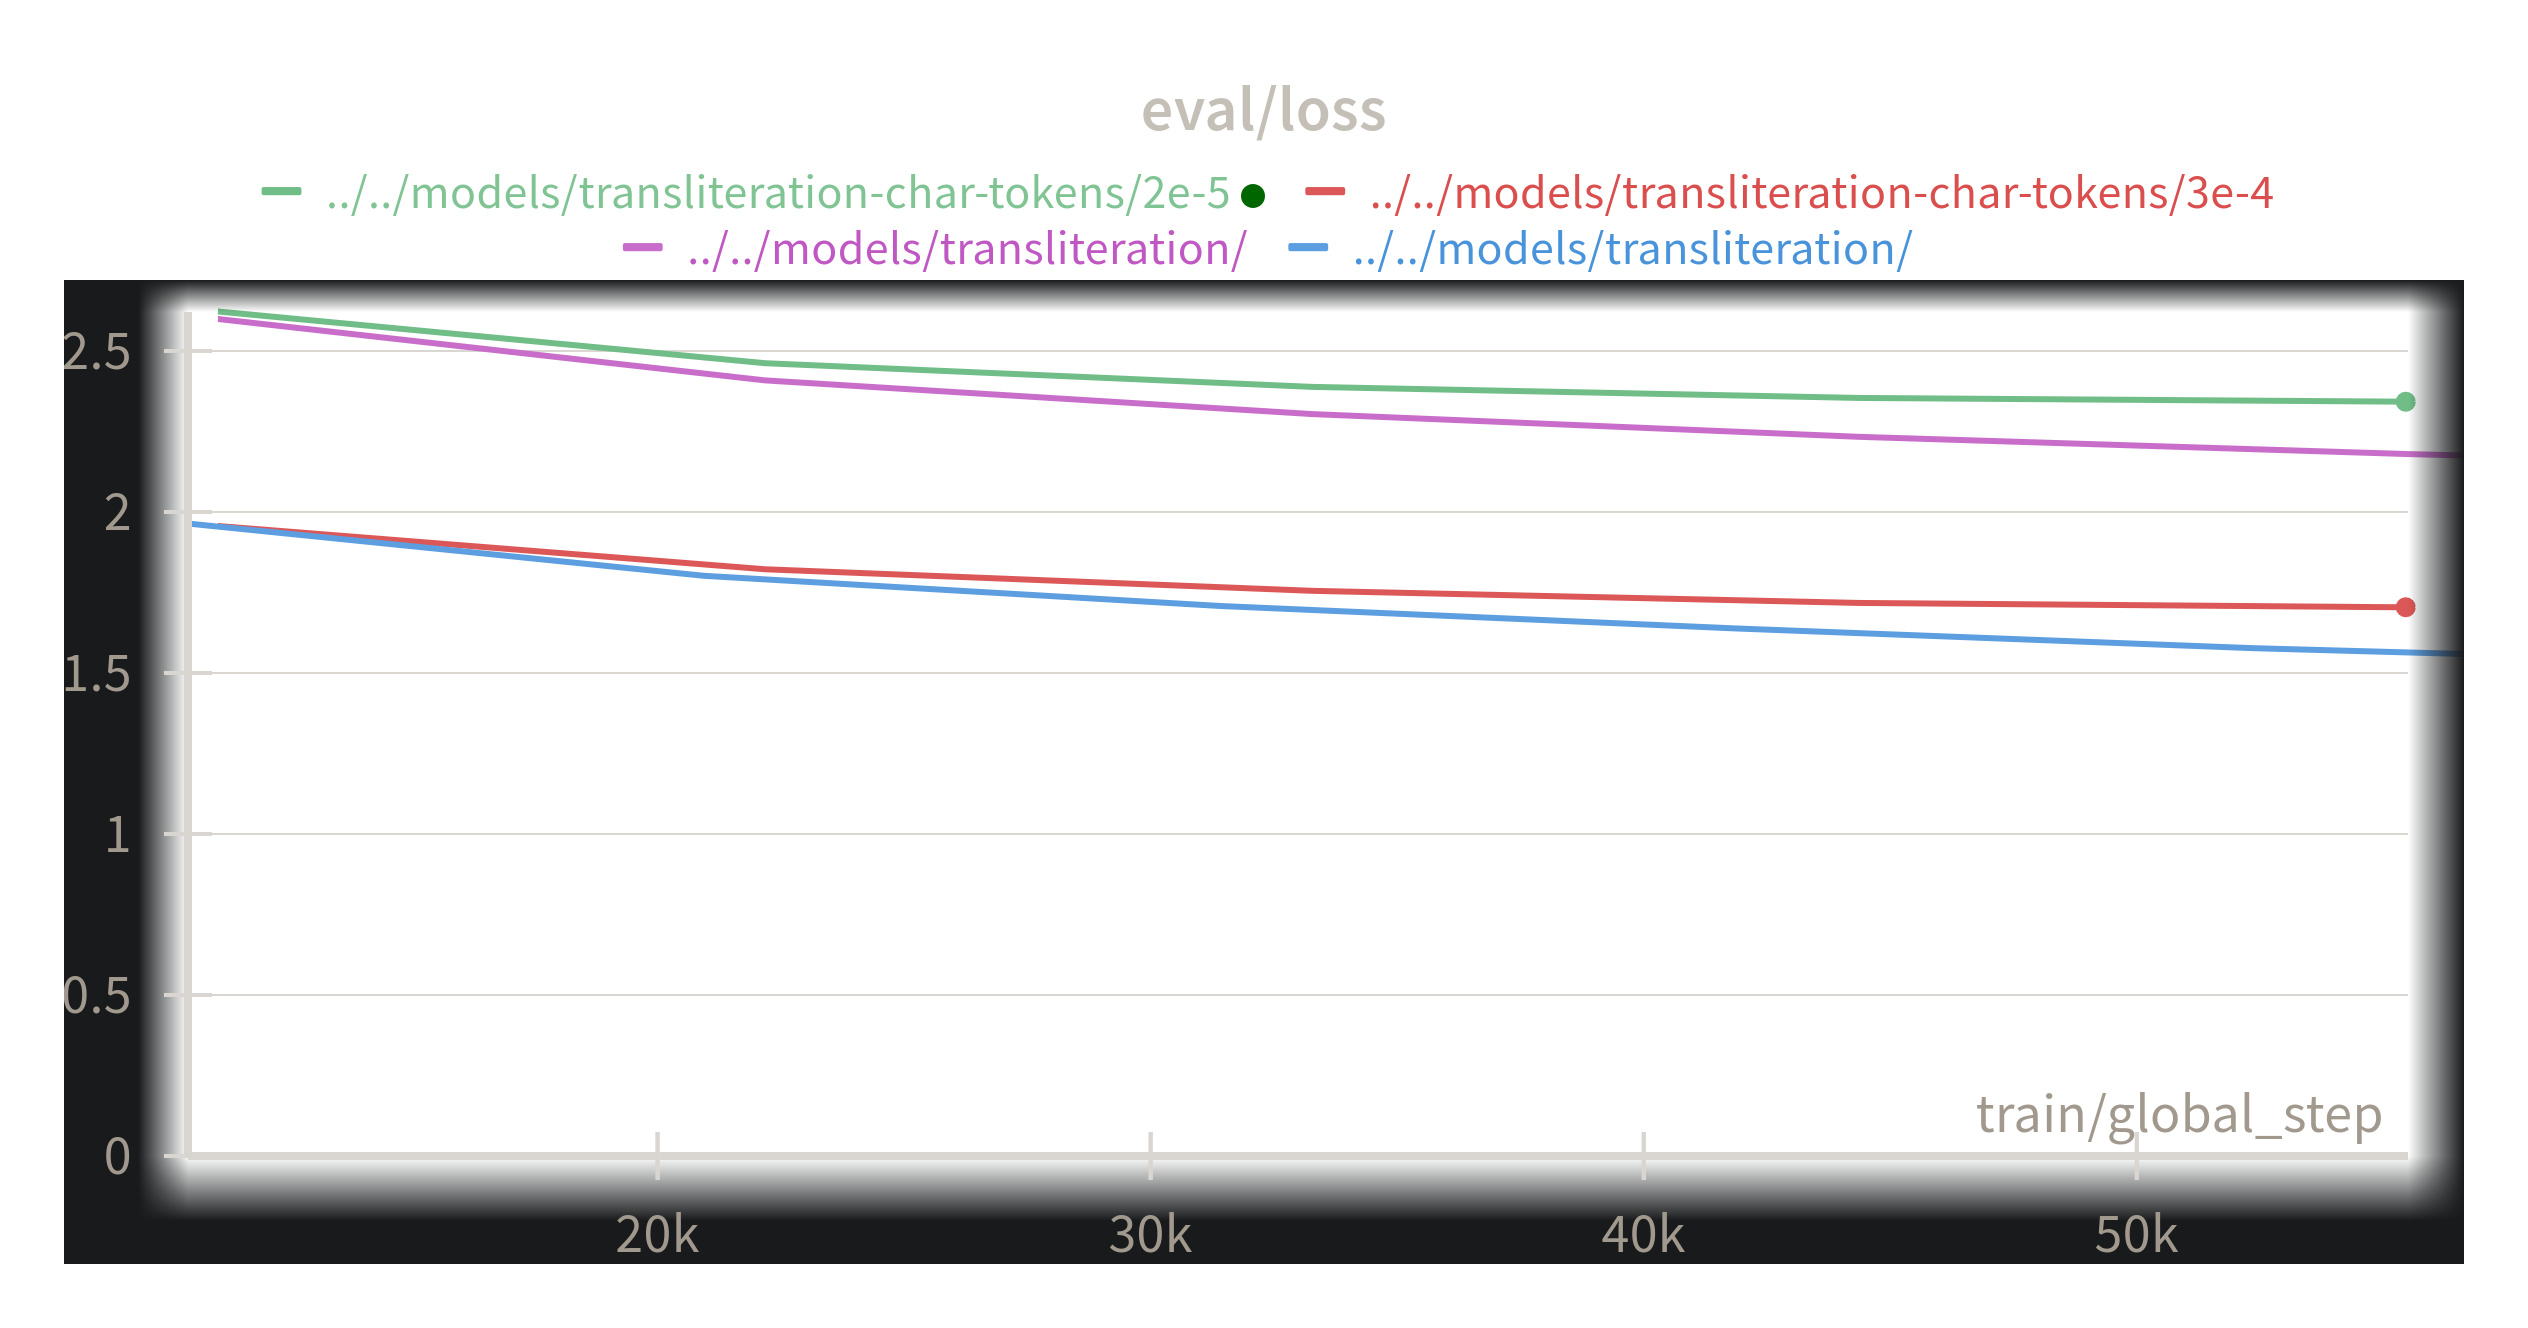 eval/loss
../../models/transliteration-char-tokens/2e-5 ../../models/transliteration-char-tokens/3e-4
../../models/transliteration/ ../../models/transliteration/
2.5
2
1.5
1
0.5
0
train/global_step
20k 30k 40k 50k